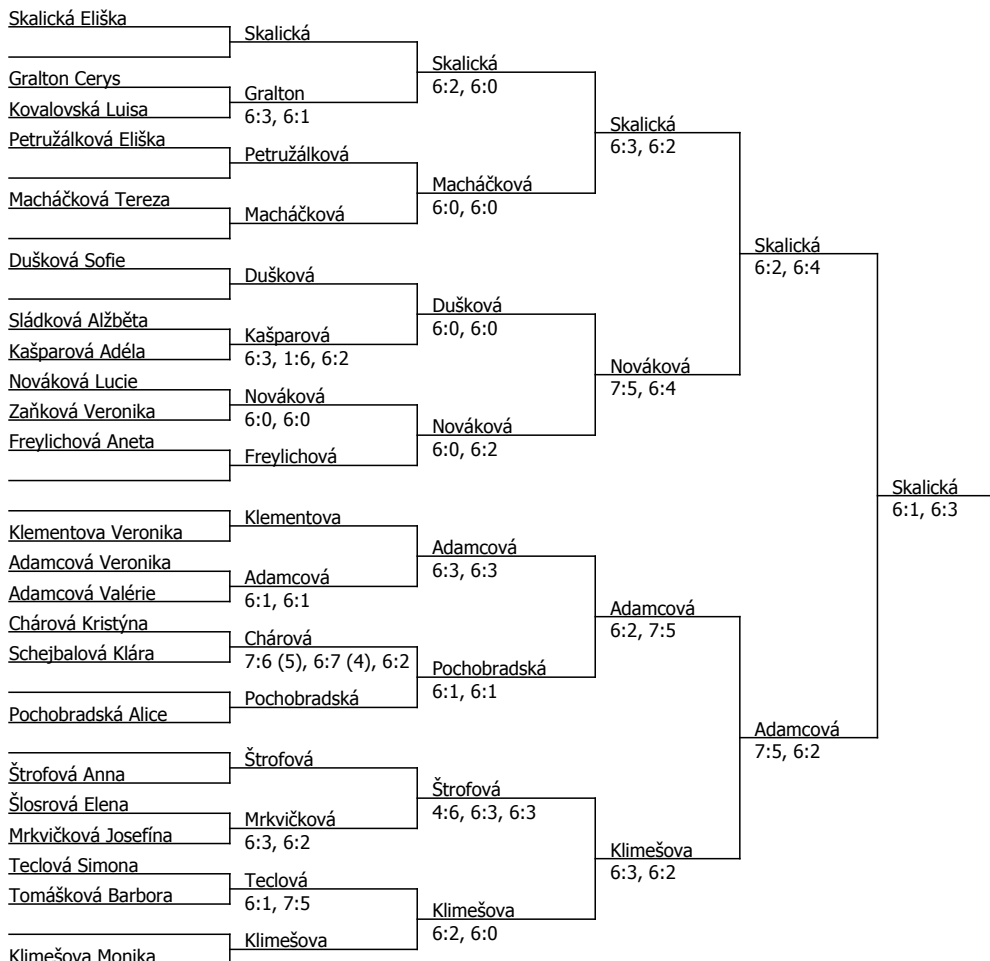 Skalická Eliška
Gralton Cerys
Kovalovská Luisa
Petružálková Eliška
Macháčková Tereza
Dušková Sofie
Sládková Alžběta
Kašparová Adéla
Nováková Lucie
Zaňková Veronika
Freylichová Aneta
Klementova Veronika
Adamcová Veronika
Adamcová Valérie
Chárová Kristýna
Schejbalová Klára
Pochobradská Alice
Štrofová Anna
Šlosrová Elena
Mrkvičková Josefína
Teclová Simona
Tomášková Barbora
Klimešova Monika
Skalická
Gralton
6:3, 6:1
Petružálková
Macháčková
Dušková
Kašparová
6:3, 1:6, 6:2
Nováková
6:0, 6:0
Freylichová
Klementova
Adamcová
6:1, 6:1
Chárová
7:6 (5), 6:7 (4), 6:2
Pochobradská
Štrofová
Mrkvičková
6:3, 6:2
Teclová
6:1, 7:5
Klimešova
Skalická
6:2, 6:0
Macháčková
6:0, 6:0
Dušková
6:0, 6:0
Nováková
6:0, 6:2
Adamcová
6:3, 6:3
Pochobradská
6:1, 6:1
Štrofová
4:6, 6:3, 6:3
Klimešova
6:2, 6:0
Skalická
6:3, 6:2
Nováková
7:5, 6:4
Adamcová
6:2, 7:5
Klimešova
6:3, 6:2
Skalická
6:2, 6:4
Adamcová
7:5, 6:2
Skalická
6:1, 6:3